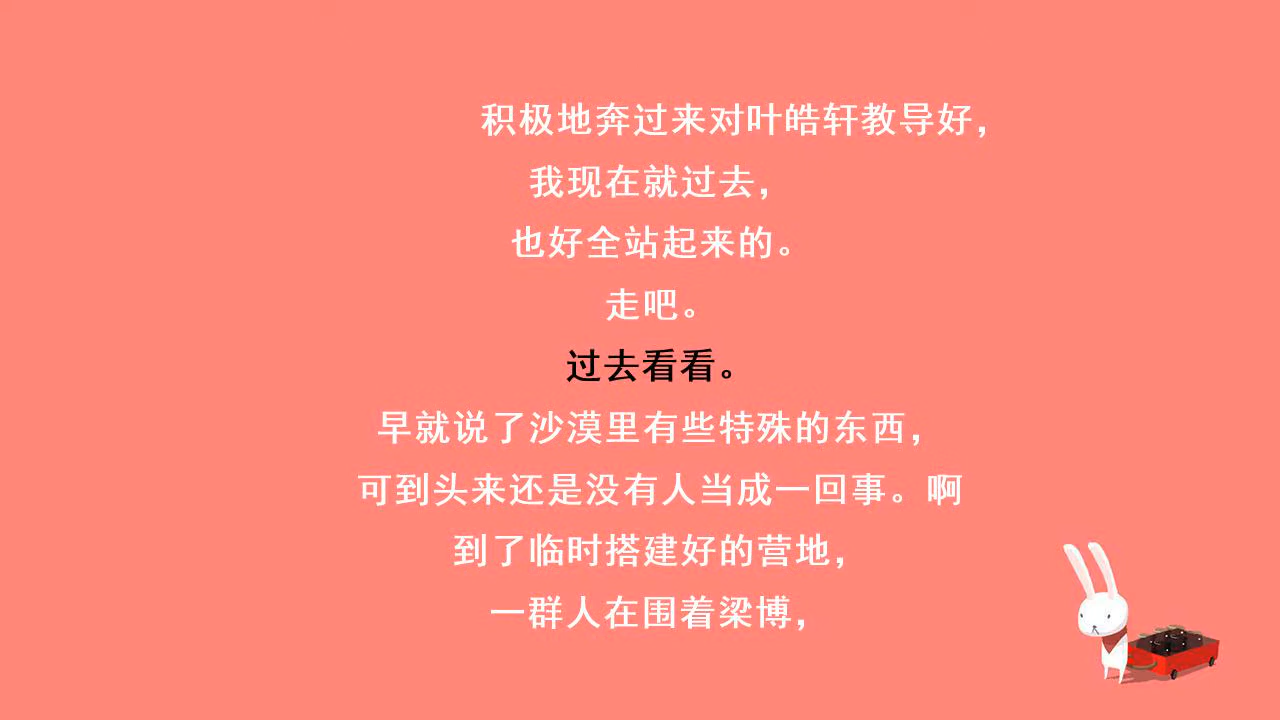 积极地奔过来对叶皓轩教导好，
我现在就过去，
也好全站起来的。
走吧。
过去看看。
早就说了沙漠里有些特殊的东西，
可到头来还是没有人当成一回事。啊
到了临时搭建好的营地，
一群人在围着梁博，